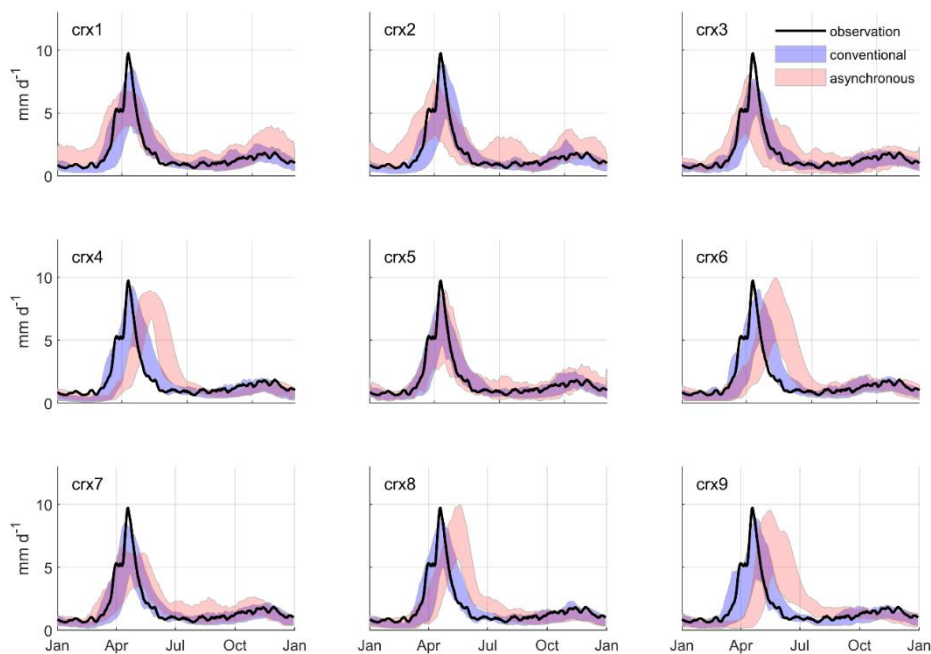 crx1
crx2
crx3
observation
conventional
asynchronous
10
5
0
mm d⁻¹
crx4
crx5
crx6
10
5
0
mm d⁻¹
crx7
crx8
crx9
10
5
0
mm d⁻¹
Jan Apr Jul Oct Jan
Jan Apr Jul Oct Jan
Jan Apr Jul Oct Jan